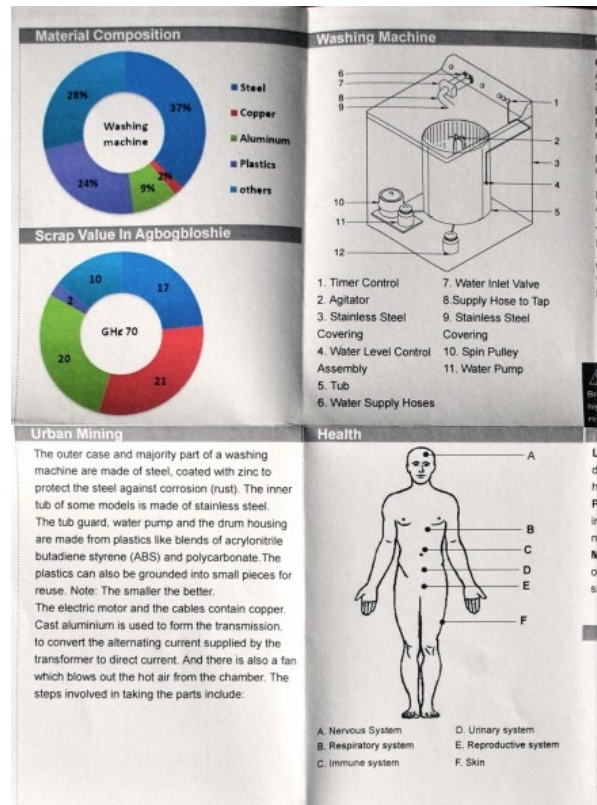 Material Composition
28%
37%
Washing
machine
2%
24%
9%
Steel
Copper
Aluminum
Plastics
others
Scrap Value In Agbogbloshie
10
17
2
GH¢ 70
20
21
Washing Machine
6
7
8
9
1
2
3
4
10
11
5
12
1. Timer Control
2. Agitator
3. Stainless Steel
Covering
4. Water Level Control
Assembly
5. Tub
6. Water Supply Hoses
7. Water Inlet Valve
8.Supply Hose to Tap
9. Stainless Steel
Covering
10. Spin Pulley
11. Water Pump
Urban Mining
The outer case and majority part of a washing
machine are made of steel, coated with zinc to
protect the steel against corrosion (rust). The inner
tub of some models is made of stainless steel.
The tub guard, water pump and the drum housing
are made from plastics like blends of acrylonitrile
butadiene styrene (ABS) and polycarbonate.The
plastics can also be grounded into small pieces for
reuse. Note: The smaller the better.
The electric motor and the cables contain copper.
Cast aluminium is used to form the transmission.
to convert the alternating current supplied by the
transformer to direct current. And there is also a fan
which blows out the hot air from the chamber. The
steps involved in taking the parts include:
Health
A
B
C
D
E
F
A. Nervous System
B. Respiratory system
C. Immune system
D. Urinary system
E. Reproductive system
F. Skin